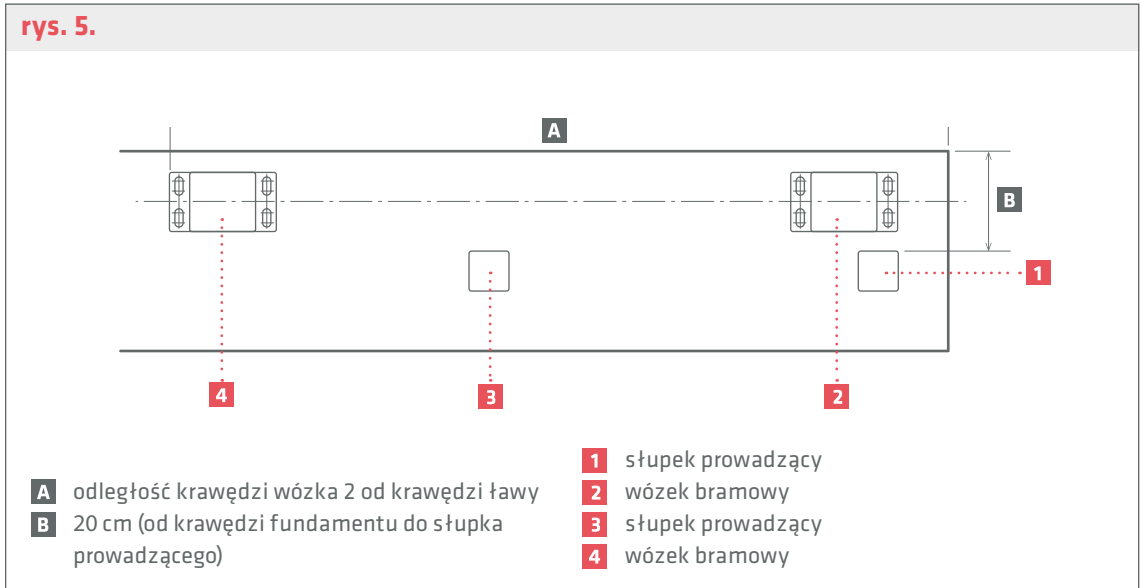 rys. 5.
A
B
1
4
3
2
A odległość krawędzi wózka 2 od krawędzi ławy
B 20 cm (od krawędzi fundamentu do słupka
prowadzącego)
1 słupek prowadzący
2 wózek bramowy
3 słupek prowadzący
4 wózek bramowy